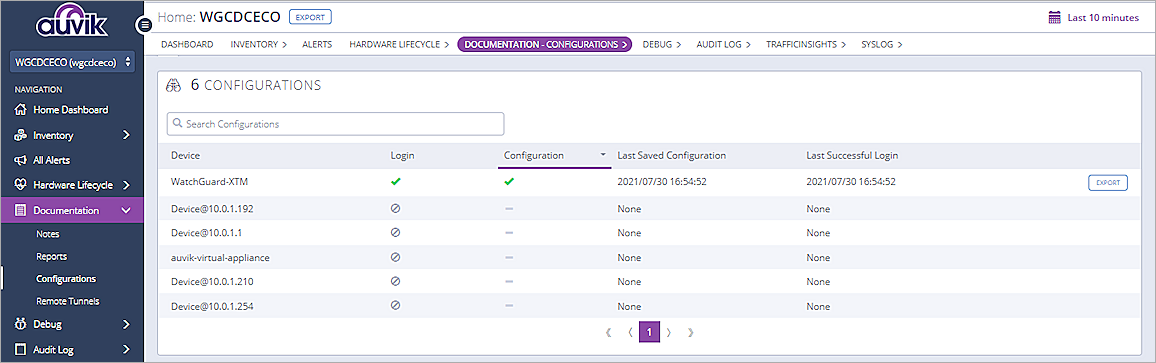 auvik
Home: WGCDCECO EXPORT
Last 10 minutes
WGCDCECO (wgcdceco)
DASHBOARD INVENTORY ALERTS HARDWARE LIFECYCLE DOCUMENTATION - CONFIGURATIONS DEBUG AUDIT LOG TRAFFICINSIGHTS SYSLOG
NAVIGATION
Home Dashboard
Inventory
All Alerts
Hardware Lifecycle
Documentation
Notes
Reports
Configurations
Remote Tunnels
Debug
Audit Log
6 CONFIGURATIONS
Search Configurations
Device Login Configuration Last Saved Configuration Last Successful Login
WatchGuard-XTM 2021/07/30 16:54:52 2021/07/30 16:54:52 EXPORT
Device@10.0.1.192 None None
Device@10.0.1.1 None None
auvik-virtual-appliance None None
Device@10.0.1.210 None None
Device@10.0.1.254 None None
1